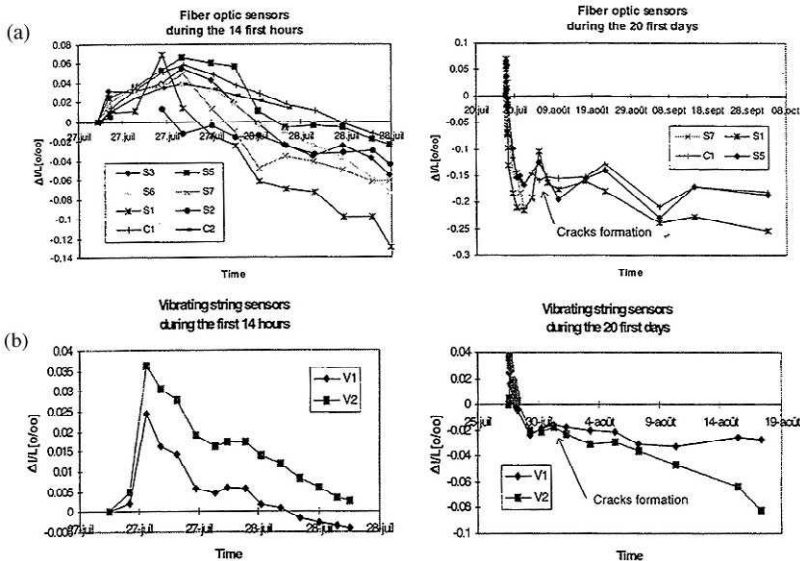 (a)
Fiber optic sensors
during the 14 first hours
ΔI/L[o/oo]
0.08
0.06
0.04
0.02
0
-0.02
-0.04
-0.06
-0.08
-0.1
-0.12
-0.14
27.juil 27.juil 27.juil 28.juil 28.juil 28.juil
S3 S5
S6 S7
S1 S2
C1 C2
Time
Fiber optic sensors
during the 20 first days
ΔI/L[o/oo]
0.1
0.05
0
-0.05
-0.1
-0.15
-0.2
-0.25
-0.3
20.juil 30.juil 09.août 19.août 29.août 08.sept 18.sept 28.sept 08.oct
S7 S1
C1 S5
Cracks formation
Time
(b)
Vibrating string sensors
during the first 14 hours
ΔI/L[o/oo]
0.04
0.035
0.03
0.025
0.02
0.015
0.01
0.005
0
-0.005
27-juil 27-juil 27-juil 28-juil 28-juil 28-juil
V1
V2
Time
Vibrating string sensors
during the 20 first days
ΔI/L[o/oo]
0.04
0.02
0
-0.02
-0.04
-0.06
-0.08
-0.1
25-juil 30-juil 4-août 9-août 14-août 19-août
V1
V2
Cracks formation
Time